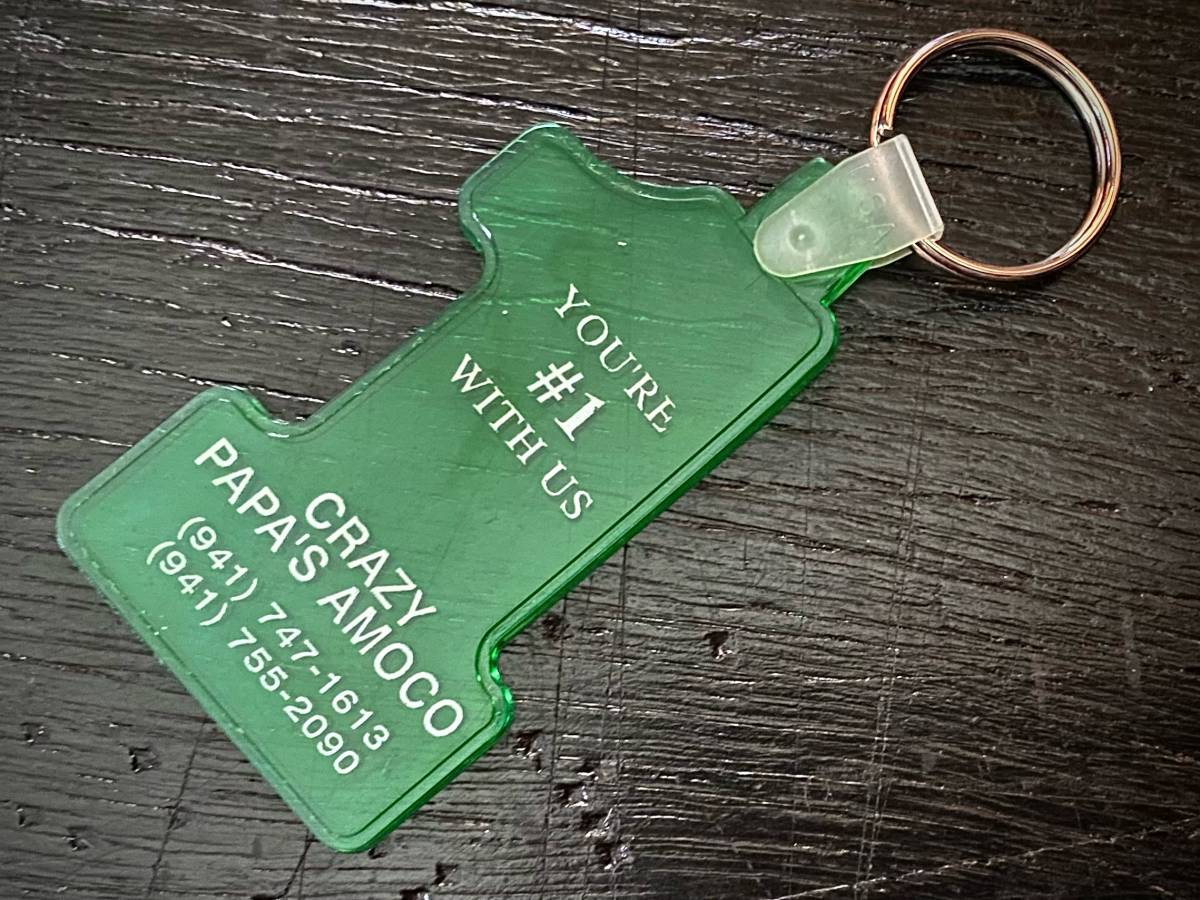 YOU'RE
#1
WITH US
CRAZY
PAPA'S AMOCO
(941) 747-1613
(941) 755-2090